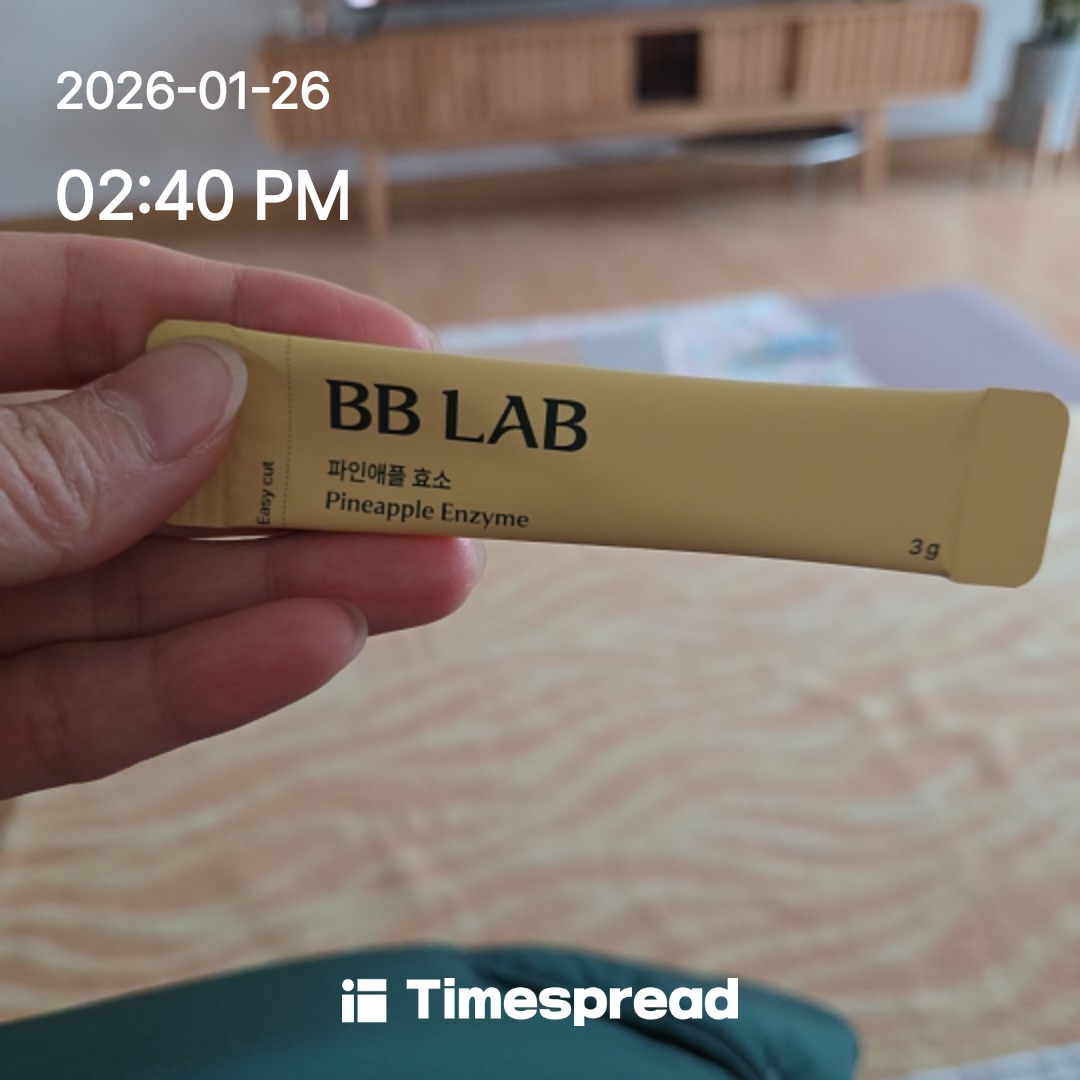 2026-01-26
02:40 PM
BB LAB
파인애플 효소
Pineapple Enzyme
Easy cut
3 g
Timespread